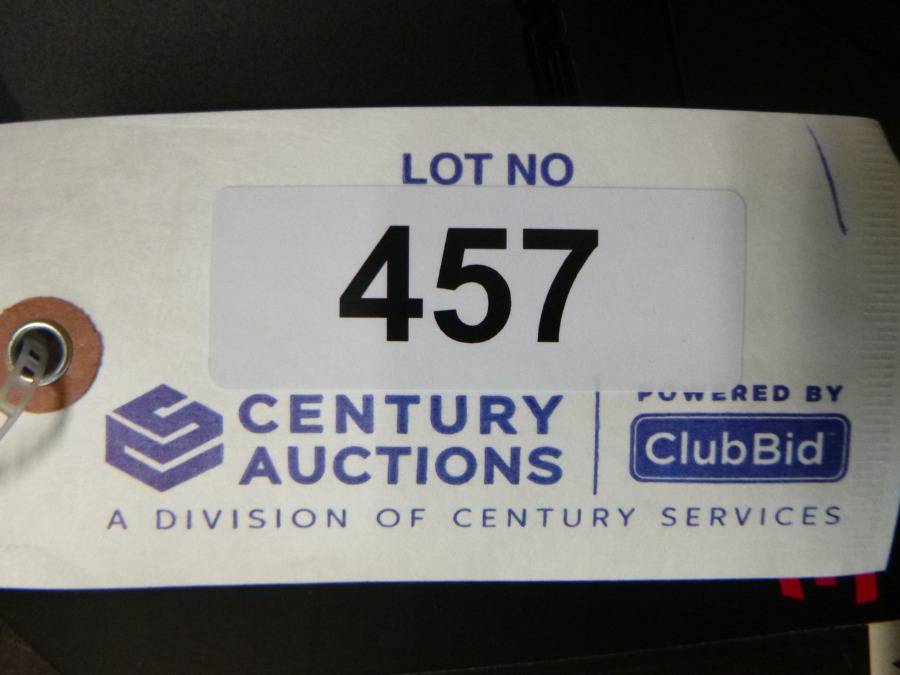 LOT NO
457
CENTURY
AUCTIONS
POWERED BY
ClubBid
A DIVISION OF CENTURY SERVICES